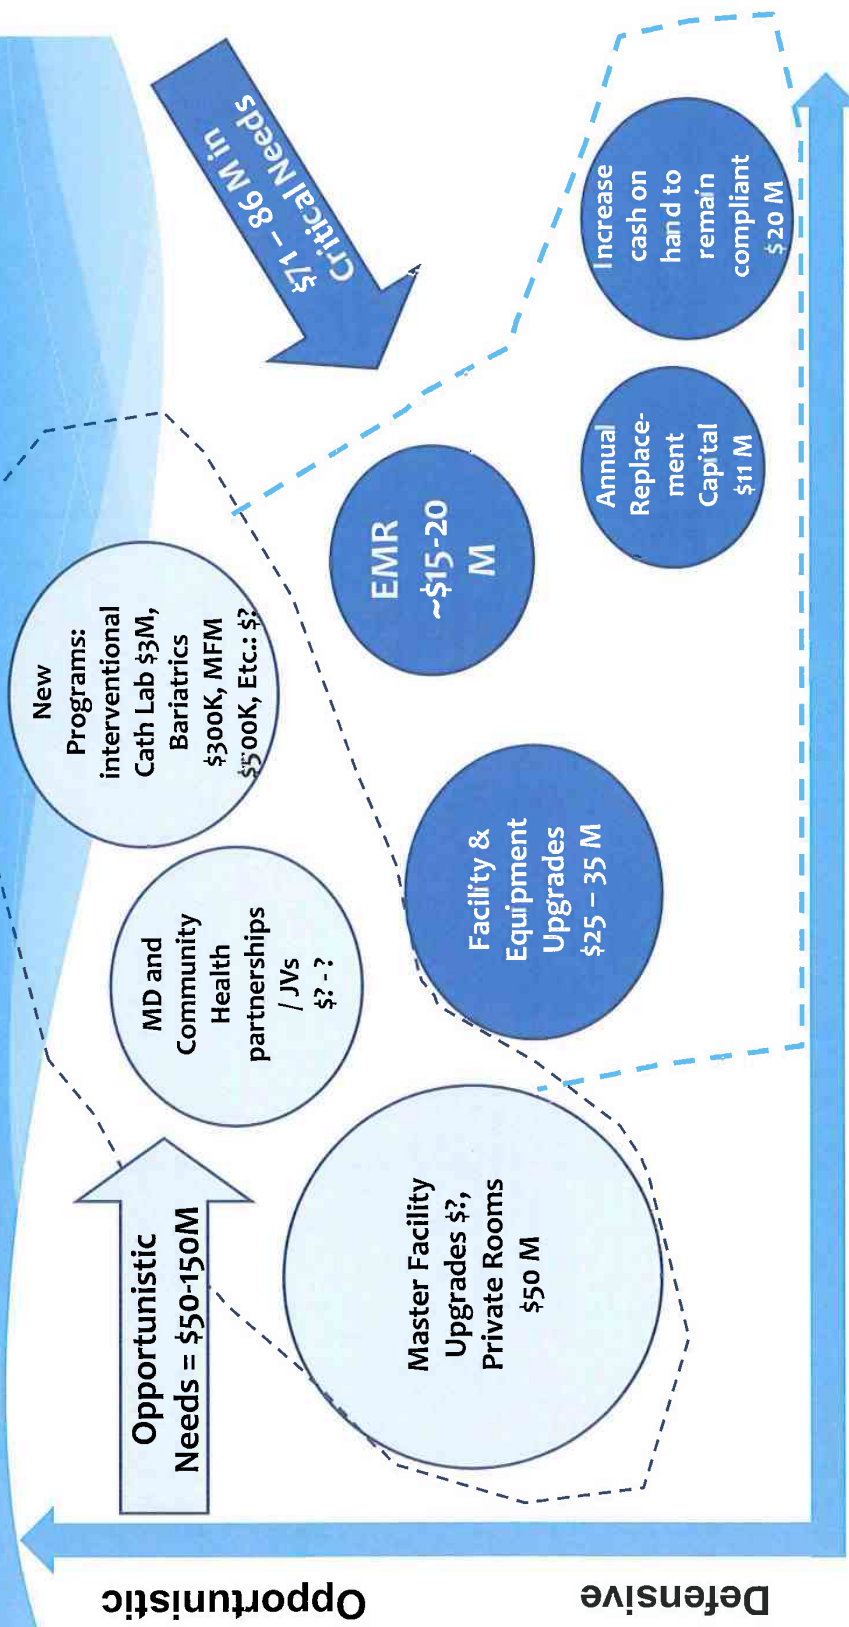 Opportunistic
Defensive
Opportunistic
Needs = $50-150M
$71 – 86 M in
Critical Needs
New
Programs:
interventional
Cath Lab $3M,
Bariatrics
$300K, MFM
$500K, Etc.: $?
MD and
Community
Health
partnerships
/ JVs
$? - ?
Master Facility
Upgrades $?,
Private Rooms
$50 M
Facility &
Equipment
Upgrades
$25 – 35 M
EMR
~$15-20
M
Annual
Replace-
ment
Capital
$11 M
Increase
cash on
hand to
remain
compliant
$20 M